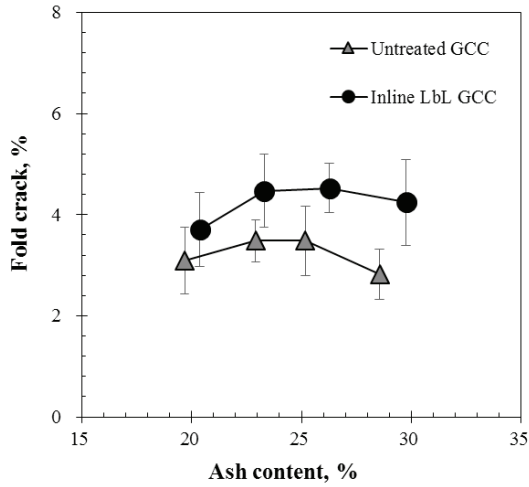 8
6
4
2
0
Fold crack, %
Untreated GCC
Inline LbL GCC
15
20
25
30
35
Ash content, %